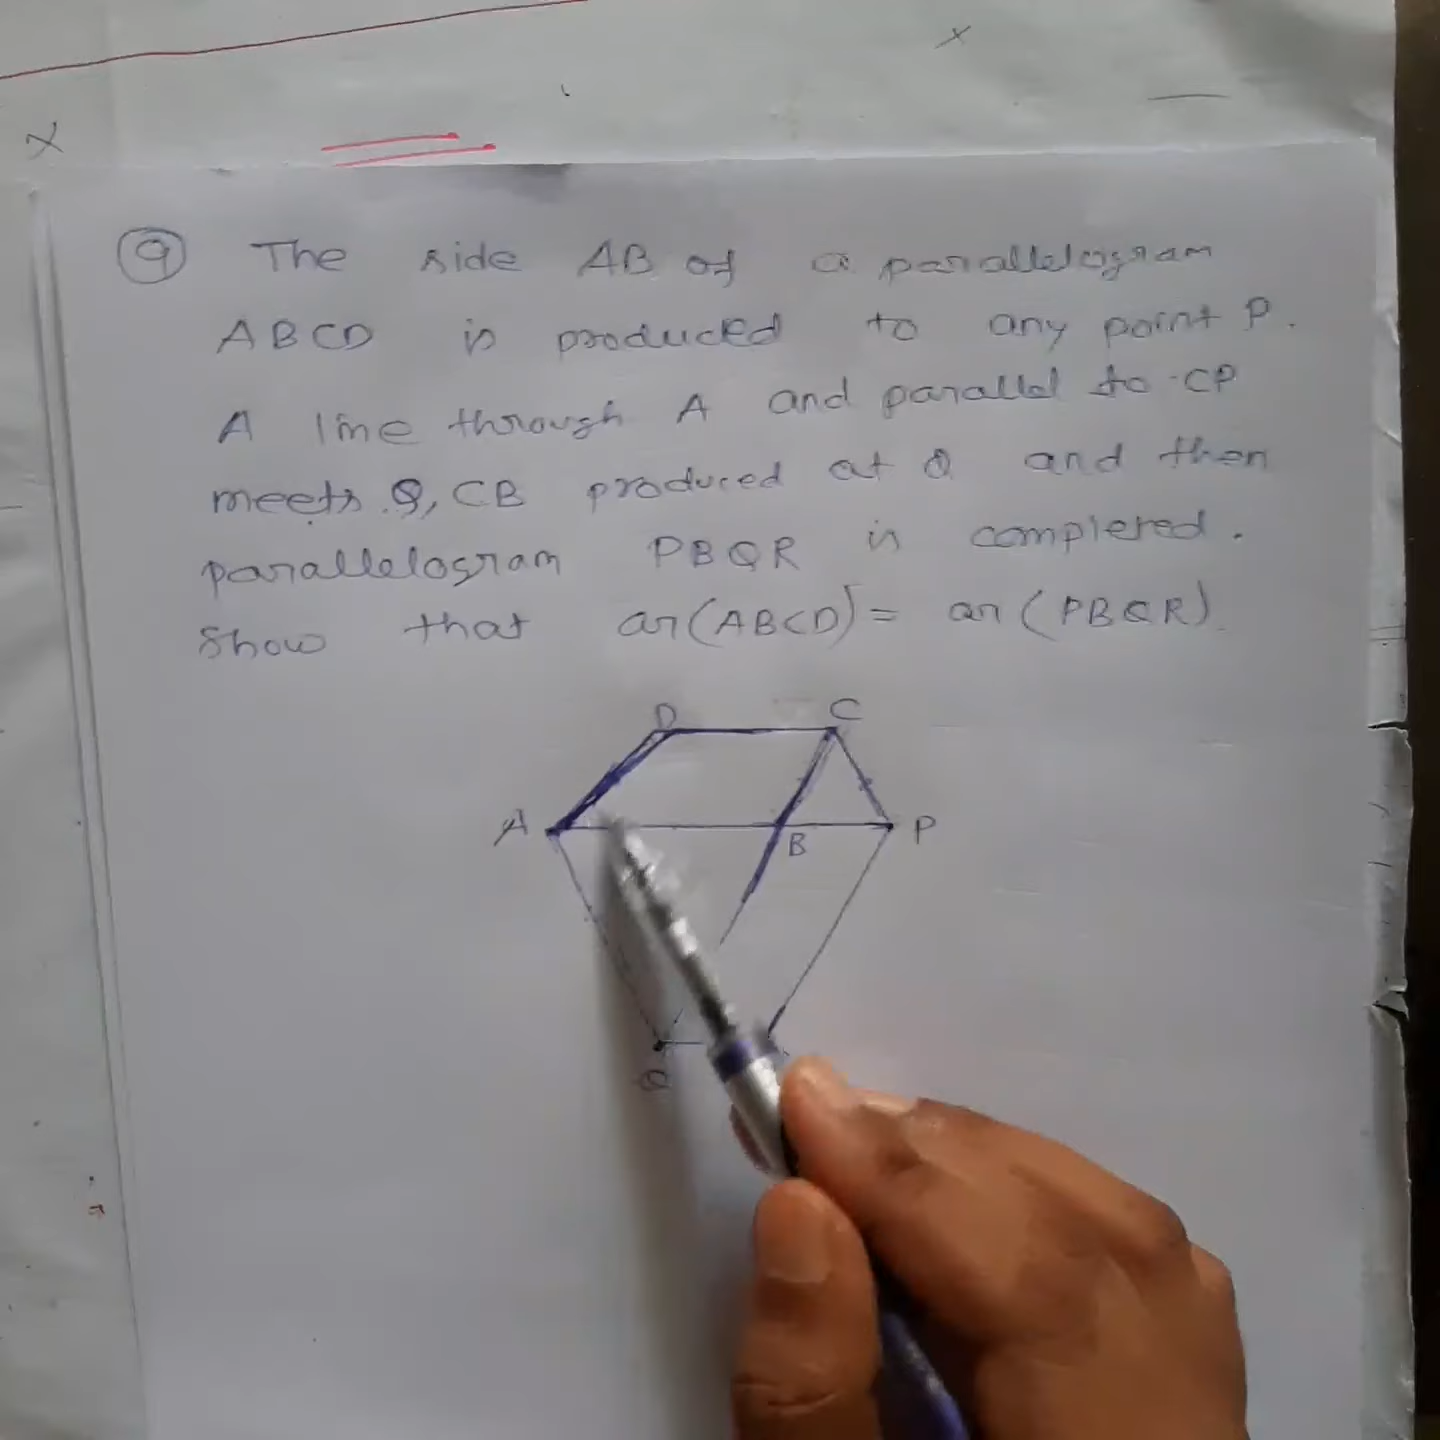 9 The side AB of a parallelogram
ABCD is produced to any point P.
A line through A and parallel to CP
meets Q, CB produced at Q and then
parallelogram PBQR is completed.
Show that ar(ABCD) = ar(PBQR).
D C
A B P
Q